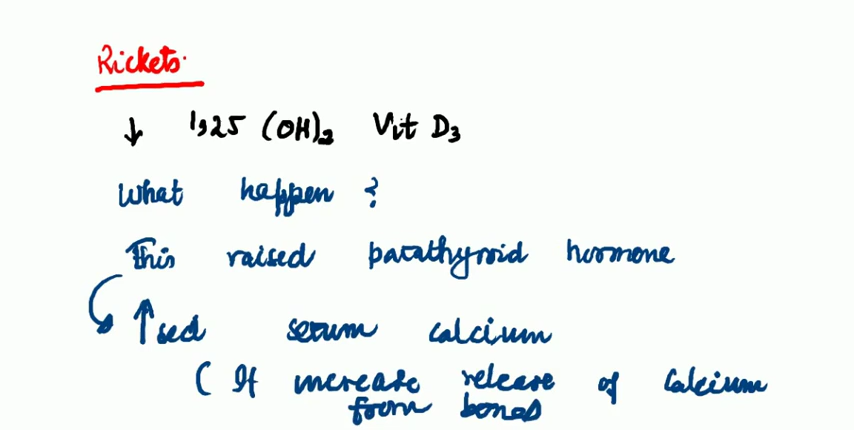 Rickets.
↓ 1,25 (OH)₂ Vit D₃
What happen ?
This raised parathyroid hormone
↑sed serum calcium
( It increase release of calcium
from bones